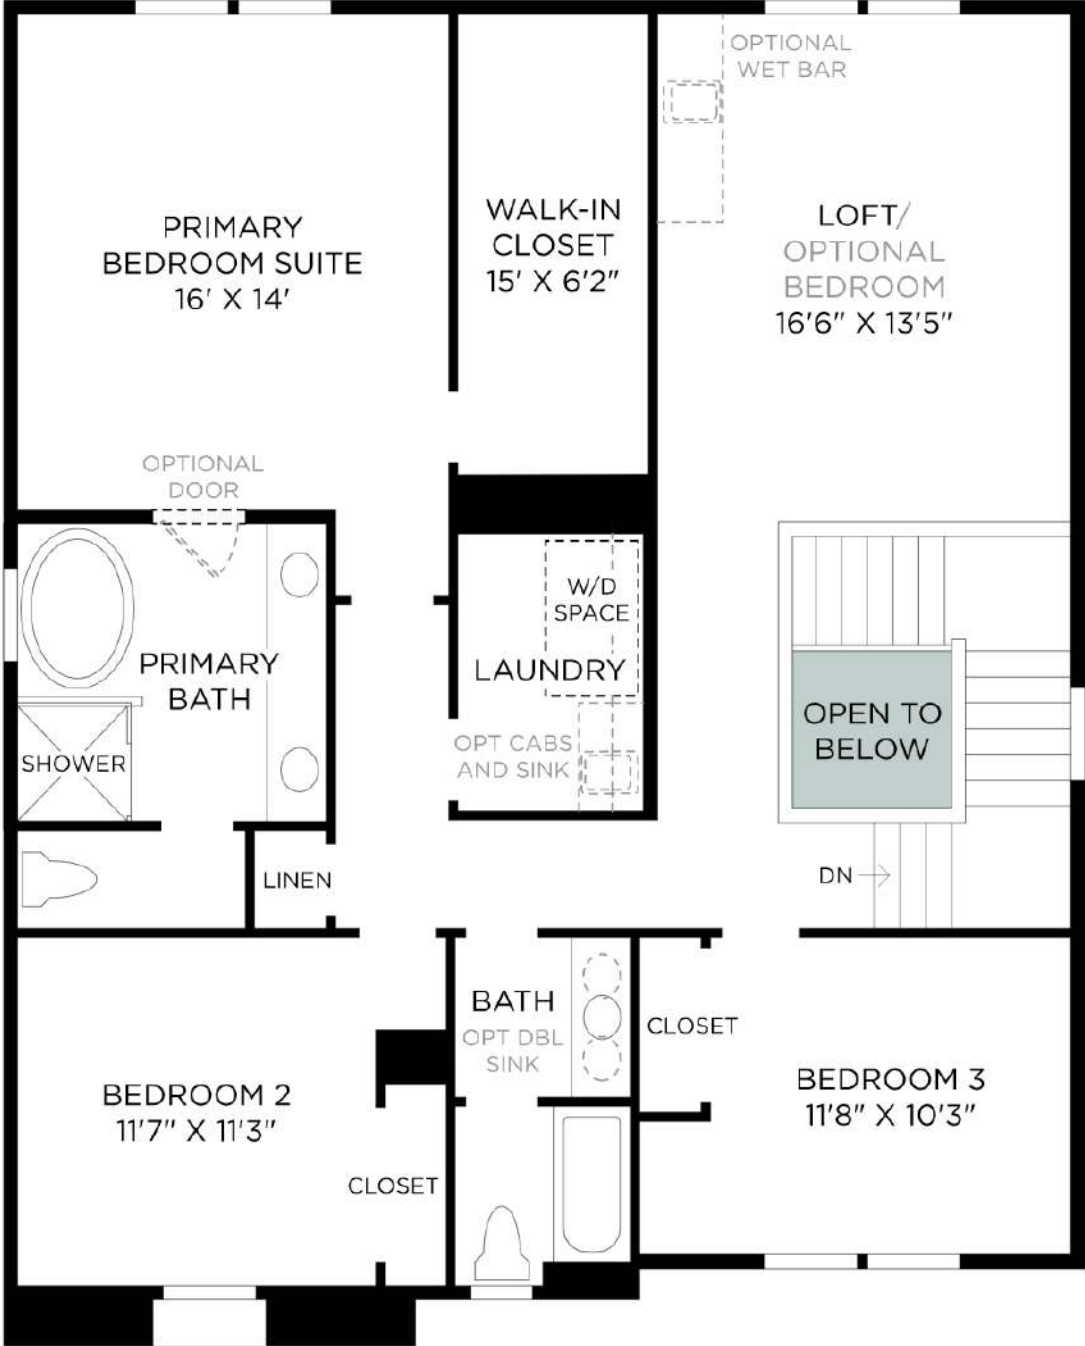 OPTIONAL
WET BAR
PRIMARY
BEDROOM SUITE
16' X 14'
WALK-IN
CLOSET
15' X 6'2"
LOFT/
OPTIONAL
BEDROOM
16'6" X 13'5"
OPTIONAL
DOOR
W/D
SPACE
LAUNDRY
OPT CABS
AND SINK
PRIMARY
BATH
SHOWER
OPEN TO
BELOW
LINEN
DN
BATH
OPT DBL
SINK
CLOSET
BEDROOM 2
11'7" X 11'3"
CLOSET
BEDROOM 3
11'8" X 10'3"